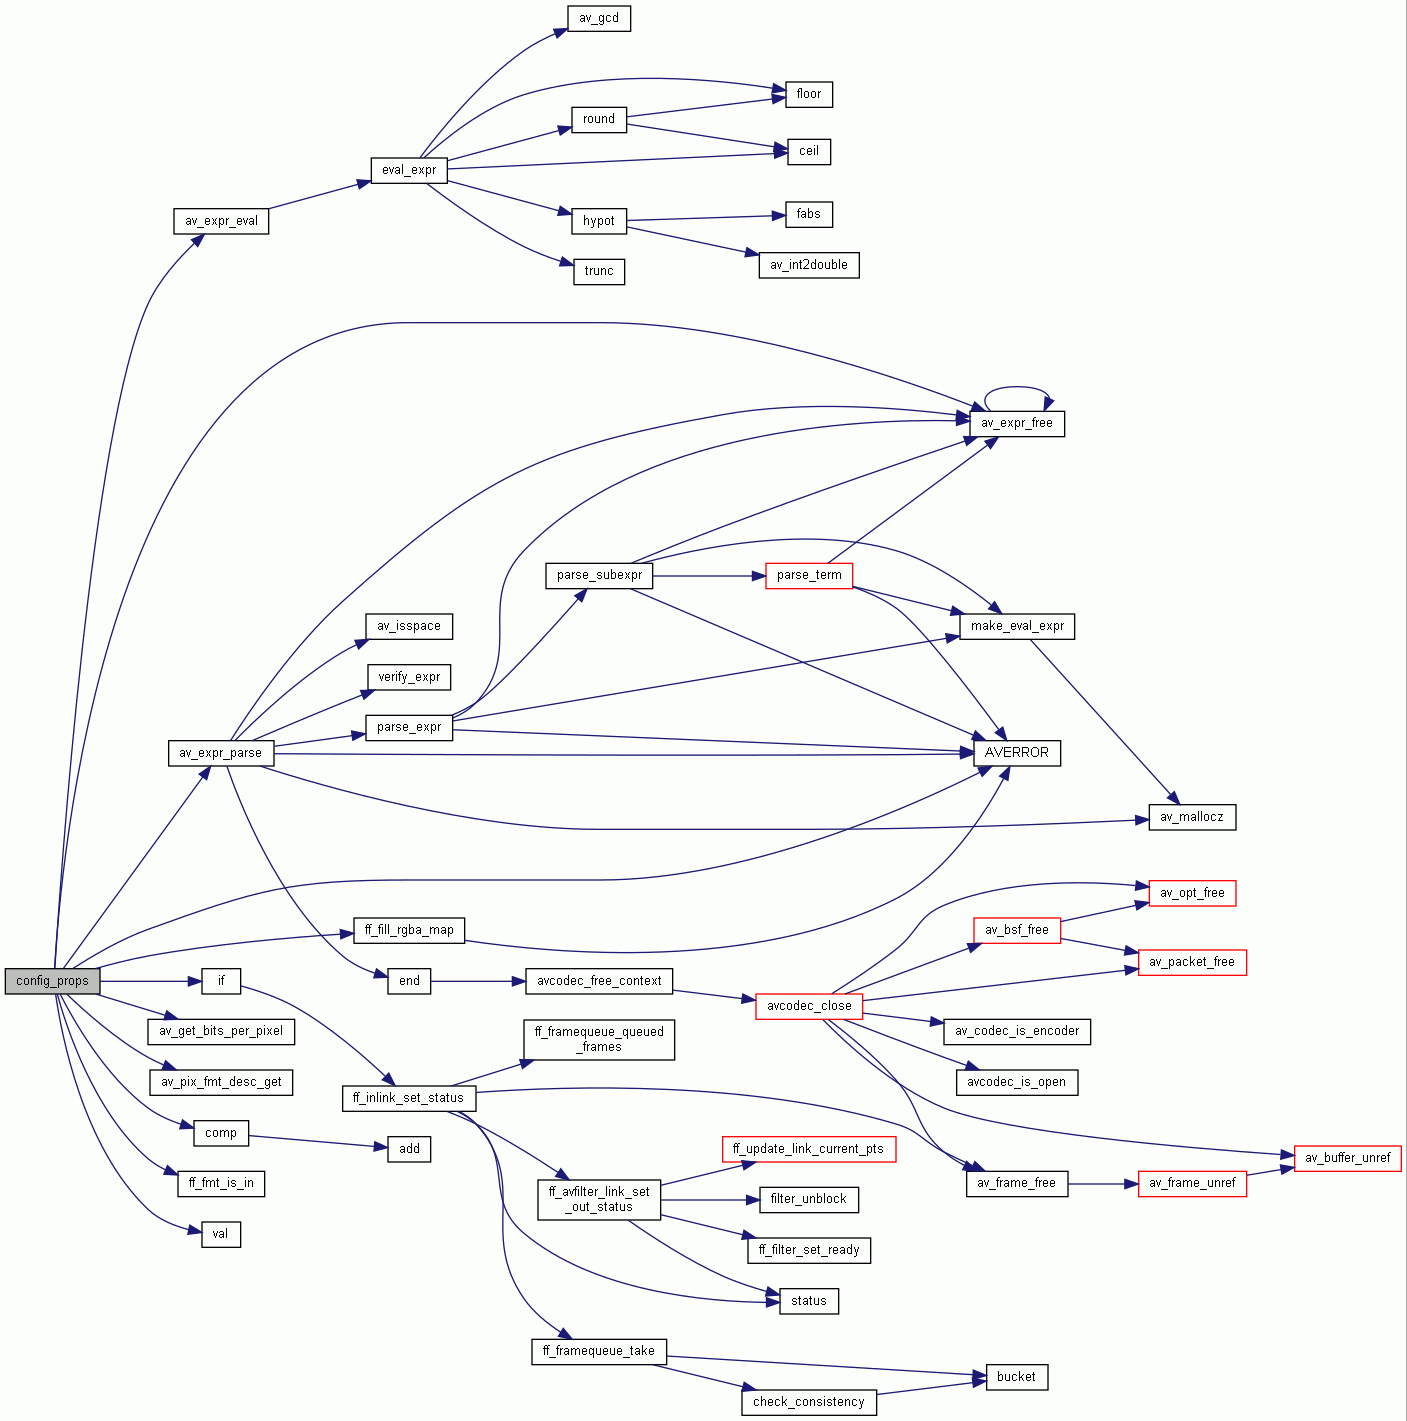 av_gcd
floor
round
ceil
eval_expr
fabs
av_expr_eval
hypot
av_int2double
trunc
av_expr_free
parse_subexpr
parse_term
av_isspace
make_eval_expr
verify_expr
parse_expr
av_expr_parse
AVERROR
av_mallocz
av_opt_free
ff_fill_rgba_map
av_bsf_free
av_packet_free
config_props
if
end
avcodec_free_context
avcodec_close
av_get_bits_per_pixel
ff_framequeue_queued
_frames
av_codec_is_encoder
av_pix_fmt_desc_get
avcodec_is_open
ff_inlink_set_status
comp
add
ff_update_link_current_pts
av_buffer_unref
ff_fmt_is_in
av_frame_free
av_frame_unref
ff_avfilter_link_set
_out_status
filter_unblock
val
ff_filter_set_ready
status
ff_framequeue_take
bucket
check_consistency